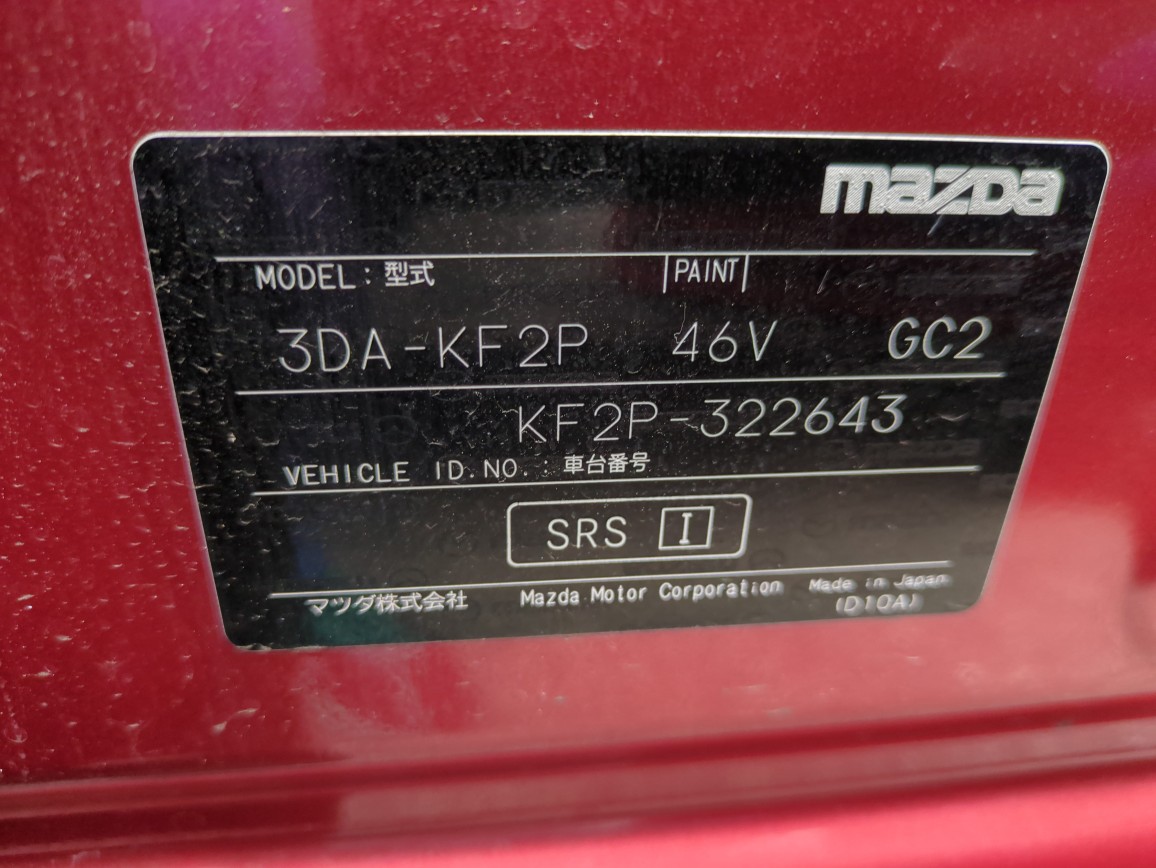 mazda
MODEL : 型式 |PAINT|
3DA-KF2P 46V GC2
KF2P-322643
VEHICLE ID.NO. : 車台番号
SRS I
マツダ株式会社 Mazda Motor Corporation Made in Japan
(D10A)